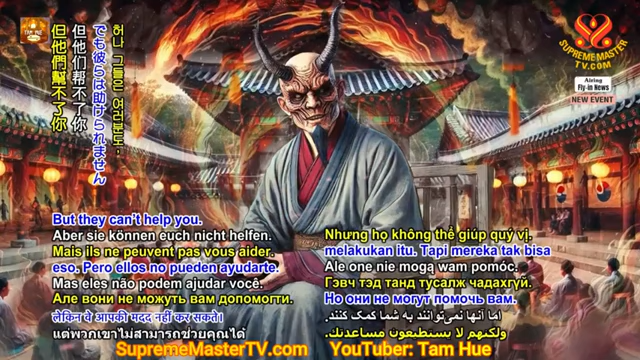 TAM HUE
SUPREME MASTER
TV.COM
Airing
Fly-in News
NEW EVENT
허나 그들은 여러분도,
でも彼らは助けられません
但他们帮不了你
但他們幫不了你
But they can't help you.
Aber sie können euch nicht helfen.
Mais ils ne peuvent pas vous aider.
eso. Pero ellos no pueden ayudarte.
Mas eles não podem ajudar você.
Але вони не можуть вам допомогти.
लेकिन वे आपकी मदद नहीं कर सकते।
แต่พวกเขาไม่สามารถช่วยคุณได้
Nhưng họ không thể giúp quý vị.
melakukan itu. Tapi mereka tak bisa
Ale one nie mogą wam pomóc.
Гэвч тэд танд тусалж чадахгүй.
Но они не могут помочь вам.
اما آنها نمی‌توانند به شما کمک کنند.
ولكنهم لا يستطيعون مساعدتك.
SupremeMasterTV.com
YouTuber: Tam Hue